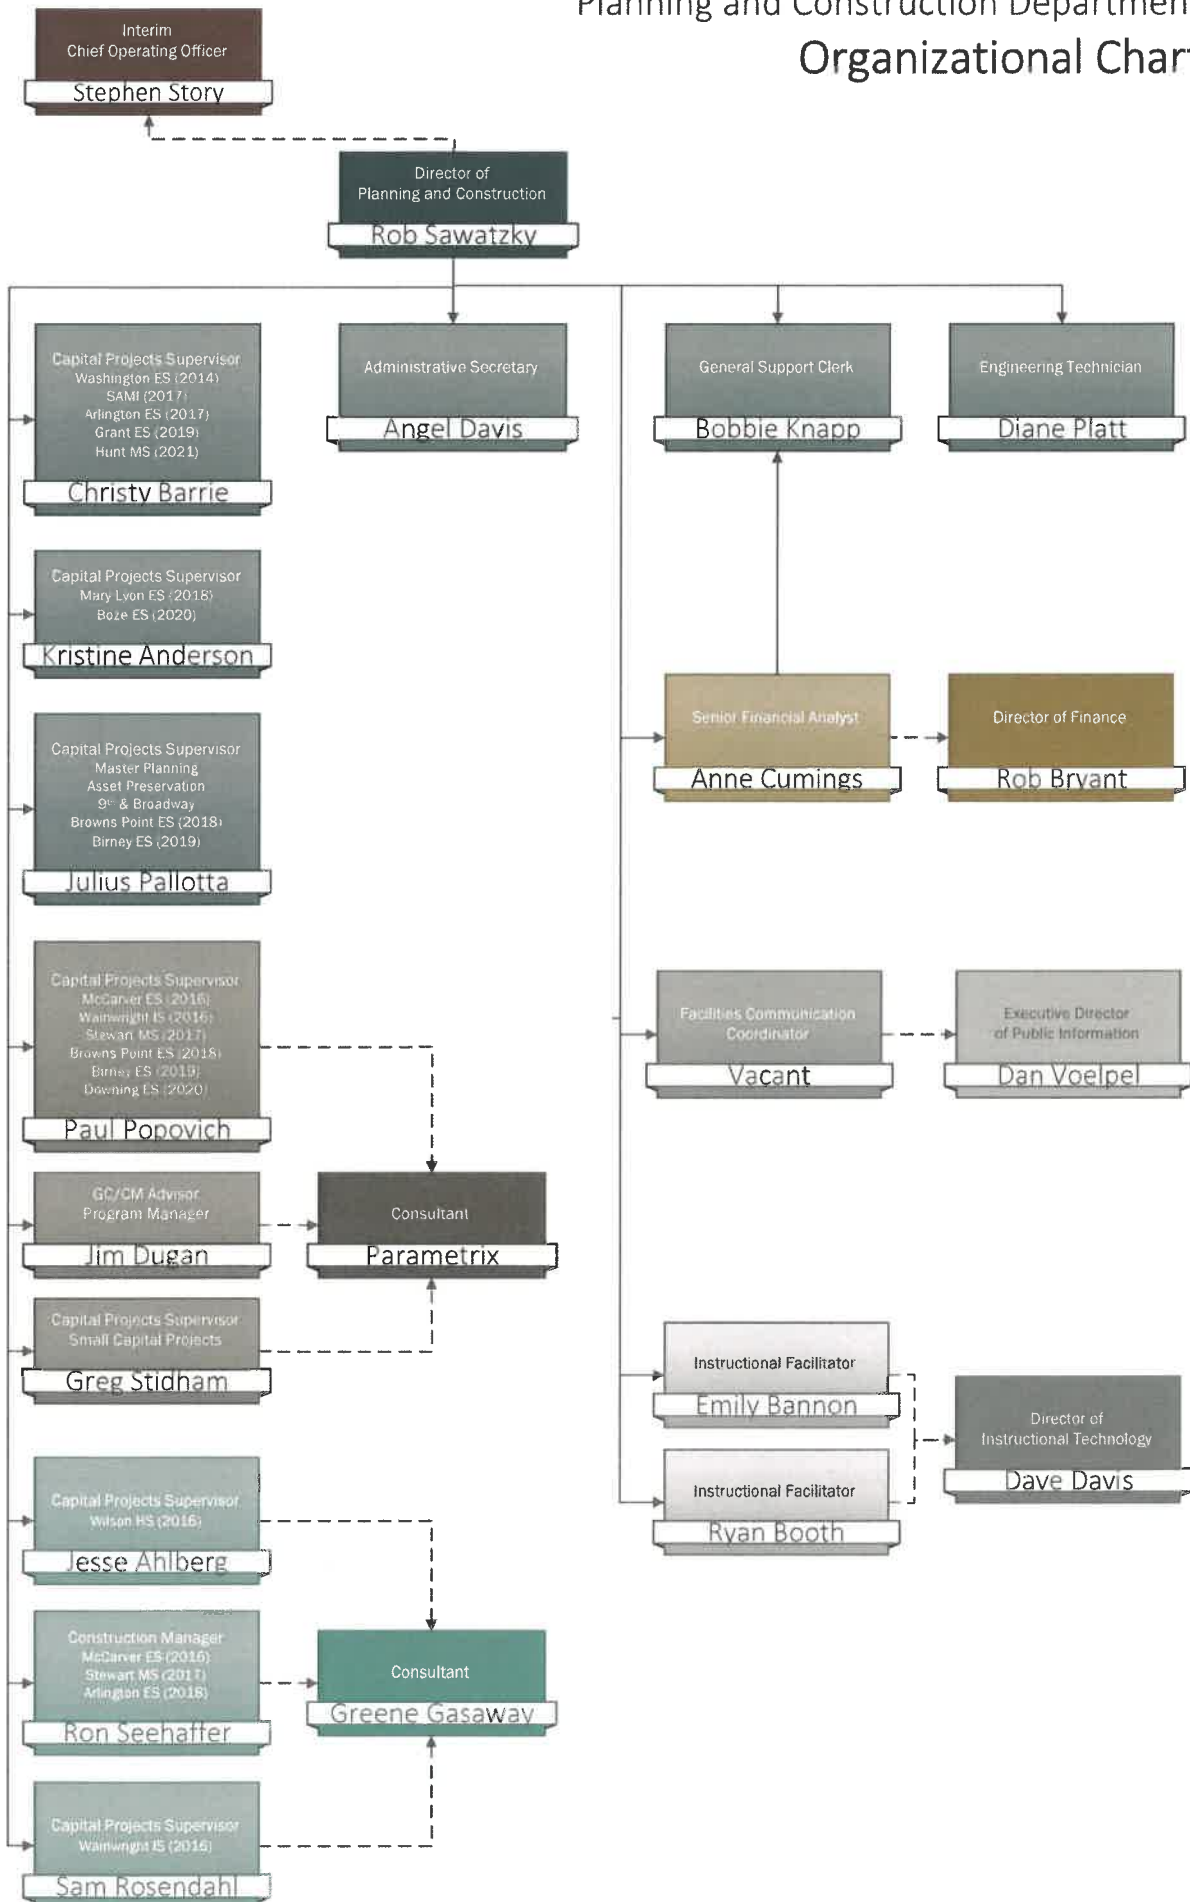 Planning and Construction Departmen
Organizational Char
Interim
Chief Operating Officer
Stephen Story
Director of
Planning and Construction
Rob Sawatzky
Capital Projects Supervisor
Washington ES (2014)
SAMI (2017)
Arlington ES (2017)
Grant ES (2019)
Hunt MS (2021)
Christy Barrie
Administrative Secretary
Angel Davis
General Support Clerk
Bobbie Knapp
Engineering Technician
Diane Platt
Capital Projects Supervisor
Mary Lyon ES (2018)
Boze ES (2020)
Kristine Anderson
Capital Projects Supervisor
Master Planning
Asset Preservation
9th & Broadway
Browns Point ES (2018)
Birney ES (2019)
Julius Pallotta
Senior Financial Analyst
Anne Cumings
Director of Finance
Rob Bryant
Capital Projects Supervisor
McCarver ES (2016)
Wainwright IS (2016)
Stewart MS (2017)
Browns Point ES (2018)
Birney ES (2019)
Downing ES (2020)
Paul Popovich
Facilities Communication
Coordinator
Vacant
Executive Director
of Public Information
Dan Voelpel
GC/CM Advisor
Program Manager
Jim Dugan
Consultant
Parametrix
Capital Projects Supervisor
Small Capital Projects
Greg Stidham
Instructional Facilitator
Emily Bannon
Director of
Instructional Technology
Dave Davis
Instructional Facilitator
Ryan Booth
Capital Projects Supervisor
Wilson HS (2016)
Jesse Ahlberg
Construction Manager
McCarver ES (2016)
Stewart MS (2017)
Arlington ES (2018)
Ron Seehaffer
Consultant
Greene Gasaway
Capital Projects Supervisor
Wainwright IS (2016)
Sam Rosendahl